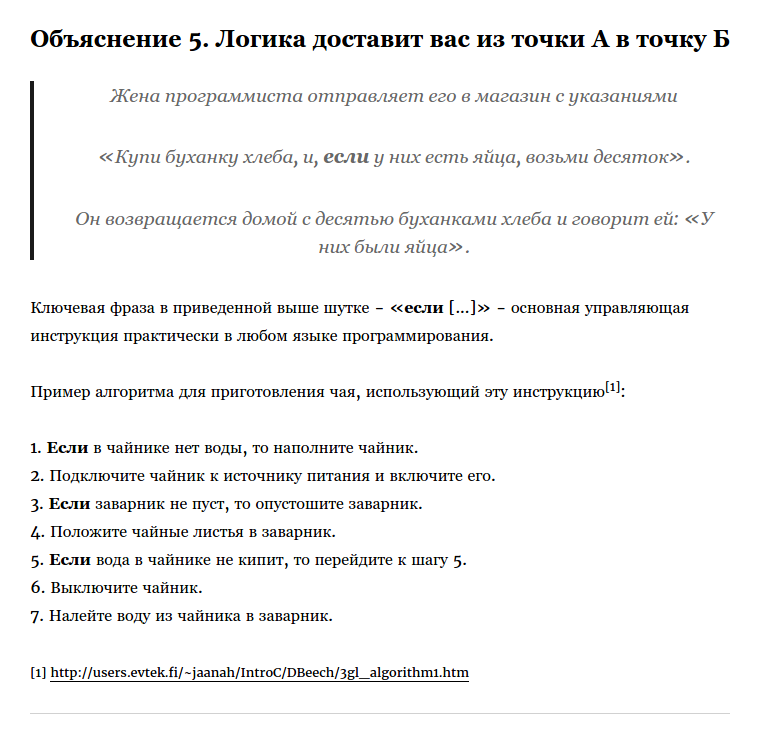 Объяснение 5. Логика доставит вас из точки А в точку Б
Жена программиста отправляет его в магазин с указаниями
«Купи буханку хлеба, и, если у них есть яйца, возьми десяток».
Он возвращается домой с десятью буханками хлеба и говорит ей: «У
них были яйца».
Ключевая фраза в приведенной выше шутке – «если [...]» – основная управляющая
инструкция практически в любом языке программирования.
Пример алгоритма для приготовления чая, использующий эту инструкцию[1]:
1. Если в чайнике нет воды, то наполните чайник.
2. Подключите чайник к источнику питания и включите его.
3. Если заварник не пуст, то опустошите заварник.
4. Положите чайные листья в заварник.
5. Если вода в чайнике не кипит, то перейдите к шагу 5.
6. Выключите чайник.
7. Налейте воду из чайника в заварник.
[1] http://users.evtek.fi/~jaanah/IntroC/DBeech/3gl_algorithm1.htm